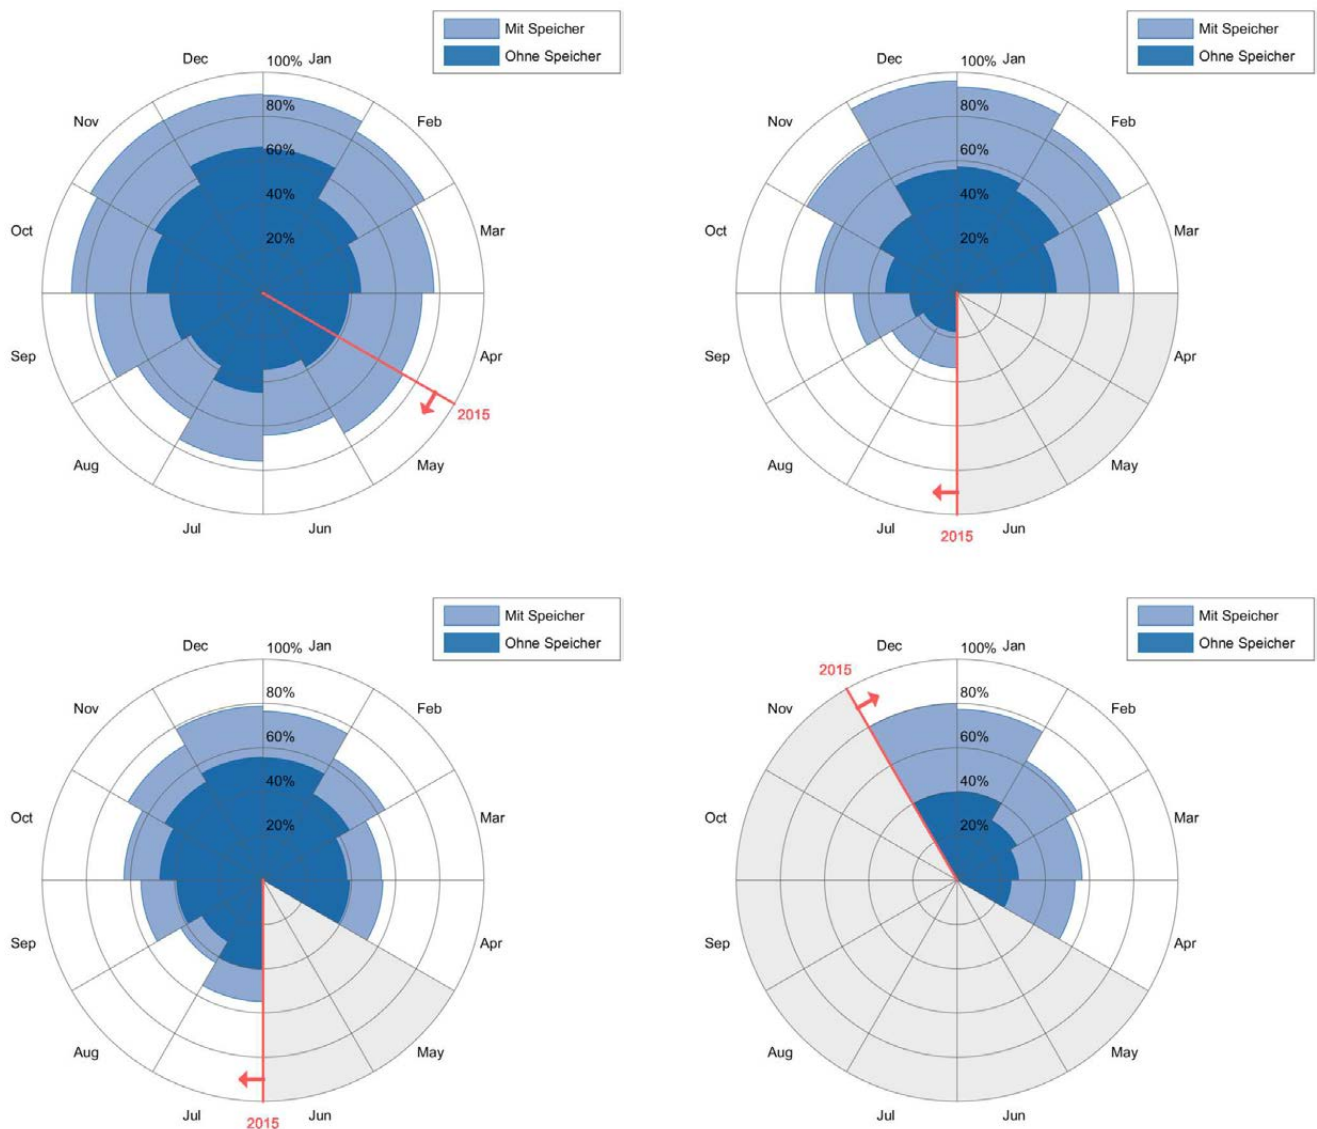 Mit Speicher
Ohne Speicher
Dec
100%
Jan
Nov
80%
Feb
60%
40%
Oct
20%
Mar
Sep
Apr
2015
Aug
May
Jul
Jun
Mit Speicher
Ohne Speicher
Dec
100%
Jan
Nov
80%
Feb
60%
40%
Oct
20%
Mar
Sep
Apr
Aug
May
Jul
Jun
2015
Mit Speicher
Ohne Speicher
Dec
100%
Jan
80%
Nov
Feb
60%
40%
Oct
20%
Mar
Sep
Apr
Aug
May
Jul
Jun
2015
Mit Speicher
Ohne Speicher
2015
Dec
100%
Jan
80%
Nov
Feb
60%
40%
Oct
20%
Mar
Sep
Apr
Aug
May
Jul
Jun